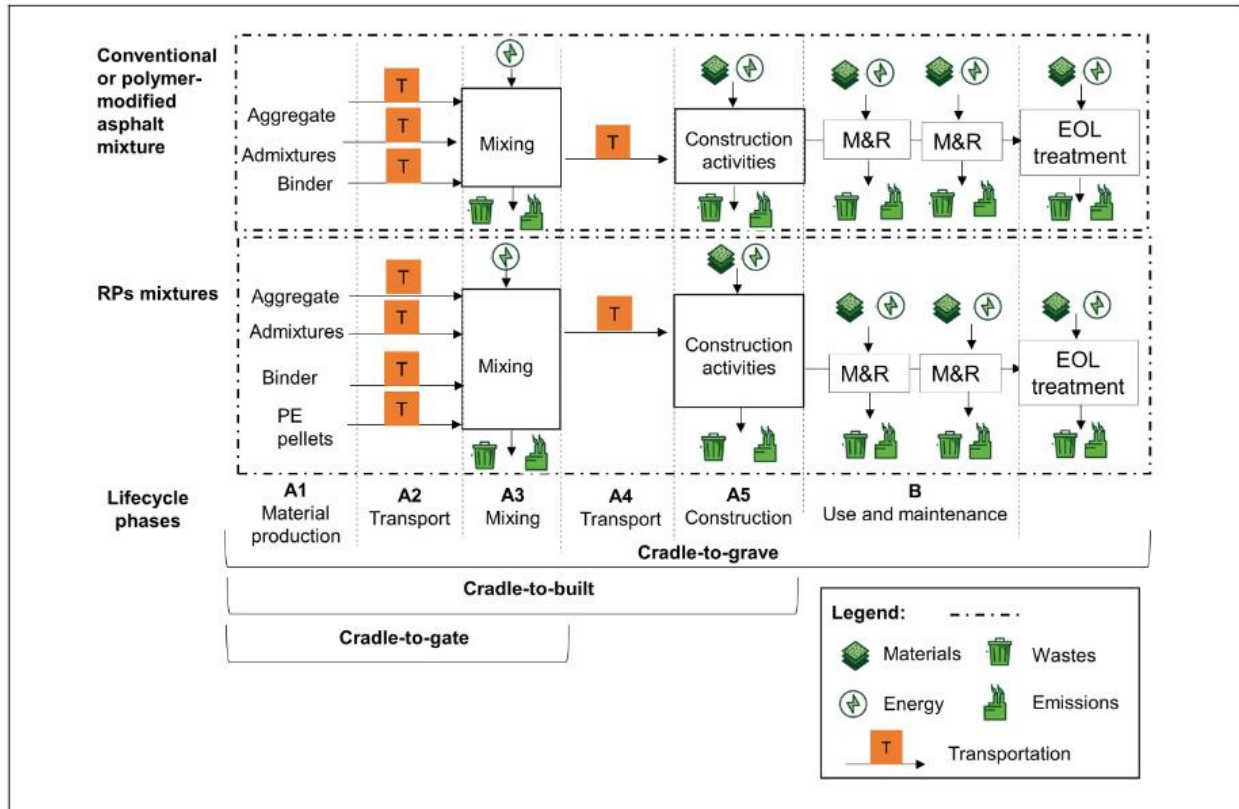 Conventional
or polymer-
modified
asphalt
mixture
Aggregate
Admixtures
Binder
T
T
T
Mixing
T
Construction
activities
M&R
M&R
EOL
treatment
RPs mixtures
Aggregate
Admixtures
Binder
PE
pellets
T
T
T
T
Mixing
T
Construction
activities
M&R
M&R
EOL
treatment
Lifecycle
phases
A1
Material
production
A2
Transport
A3
Mixing
A4
Transport
A5
Construction
B
Use and maintenance
Cradle-to-grave
Cradle-to-built
Cradle-to-gate
Legend:
Materials
Wastes
Energy
Emissions
T
Transportation